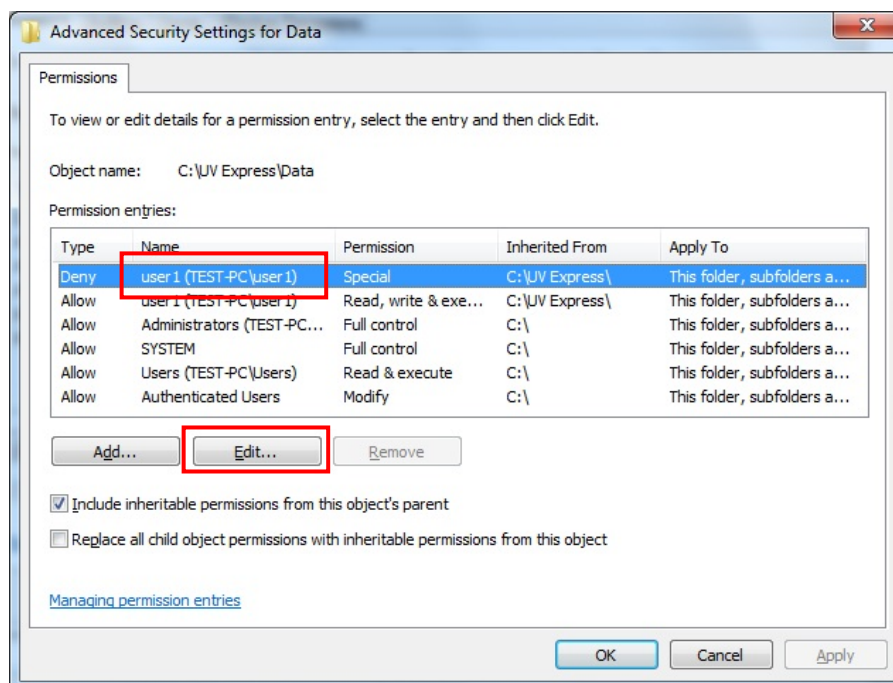 Advanced Security Settings for Data
Permissions
To view or edit details for a permission entry, select the entry and then click Edit.
Object name: C:\UV Express\Data
Permission entries:
Type Name Permission Inherited From Apply To
Deny user1 (TEST-PC\user1) Special C:\UV Express\ This folder, subfolders a...
Allow user1 (TEST-PC\user1) Read, write & exe... C:\UV Express\ This folder, subfolders a...
Allow Administrators (TEST-PC... Full control C:\ This folder, subfolders a...
Allow SYSTEM Full control C:\ This folder, subfolders a...
Allow Users (TEST-PC\Users) Read & execute C:\ This folder, subfolders a...
Allow Authenticated Users Modify C:\ This folder, subfolders a...
Add... Edit... Remove
Include inheritable permissions from this object's parent
Replace all child object permissions with inheritable permissions from this object
Managing permission entries
OK Cancel Apply